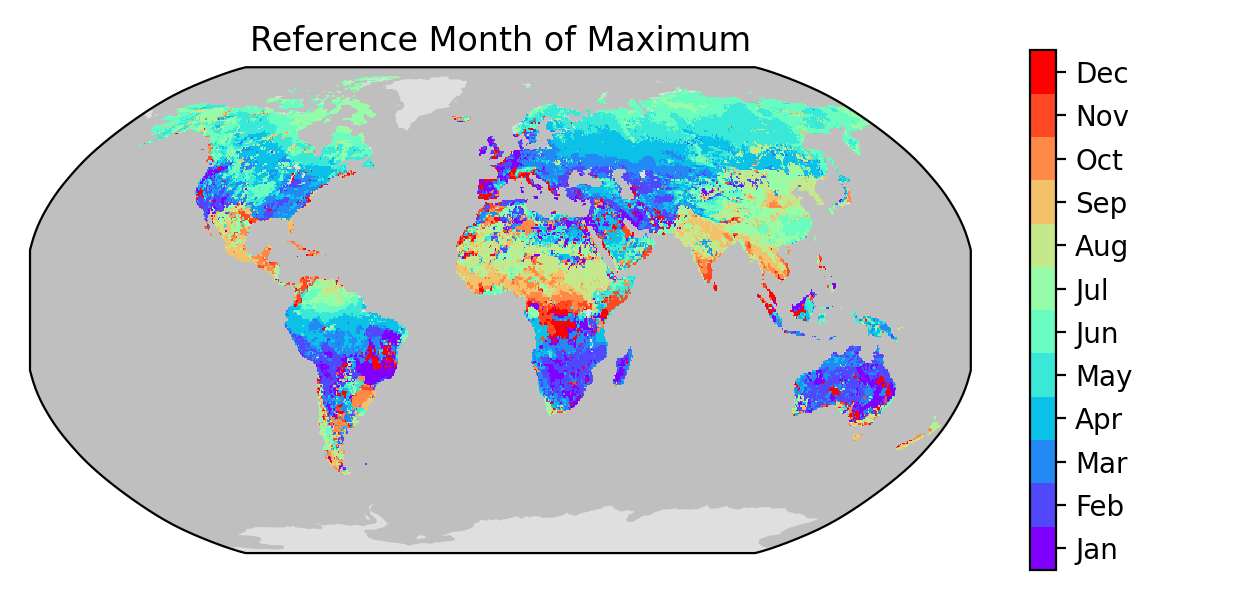 Reference Month of Maximum
Dec
Nov
Oct
Sep
Aug
Jul
Jun
May
Apr
Mar
Feb
Jan